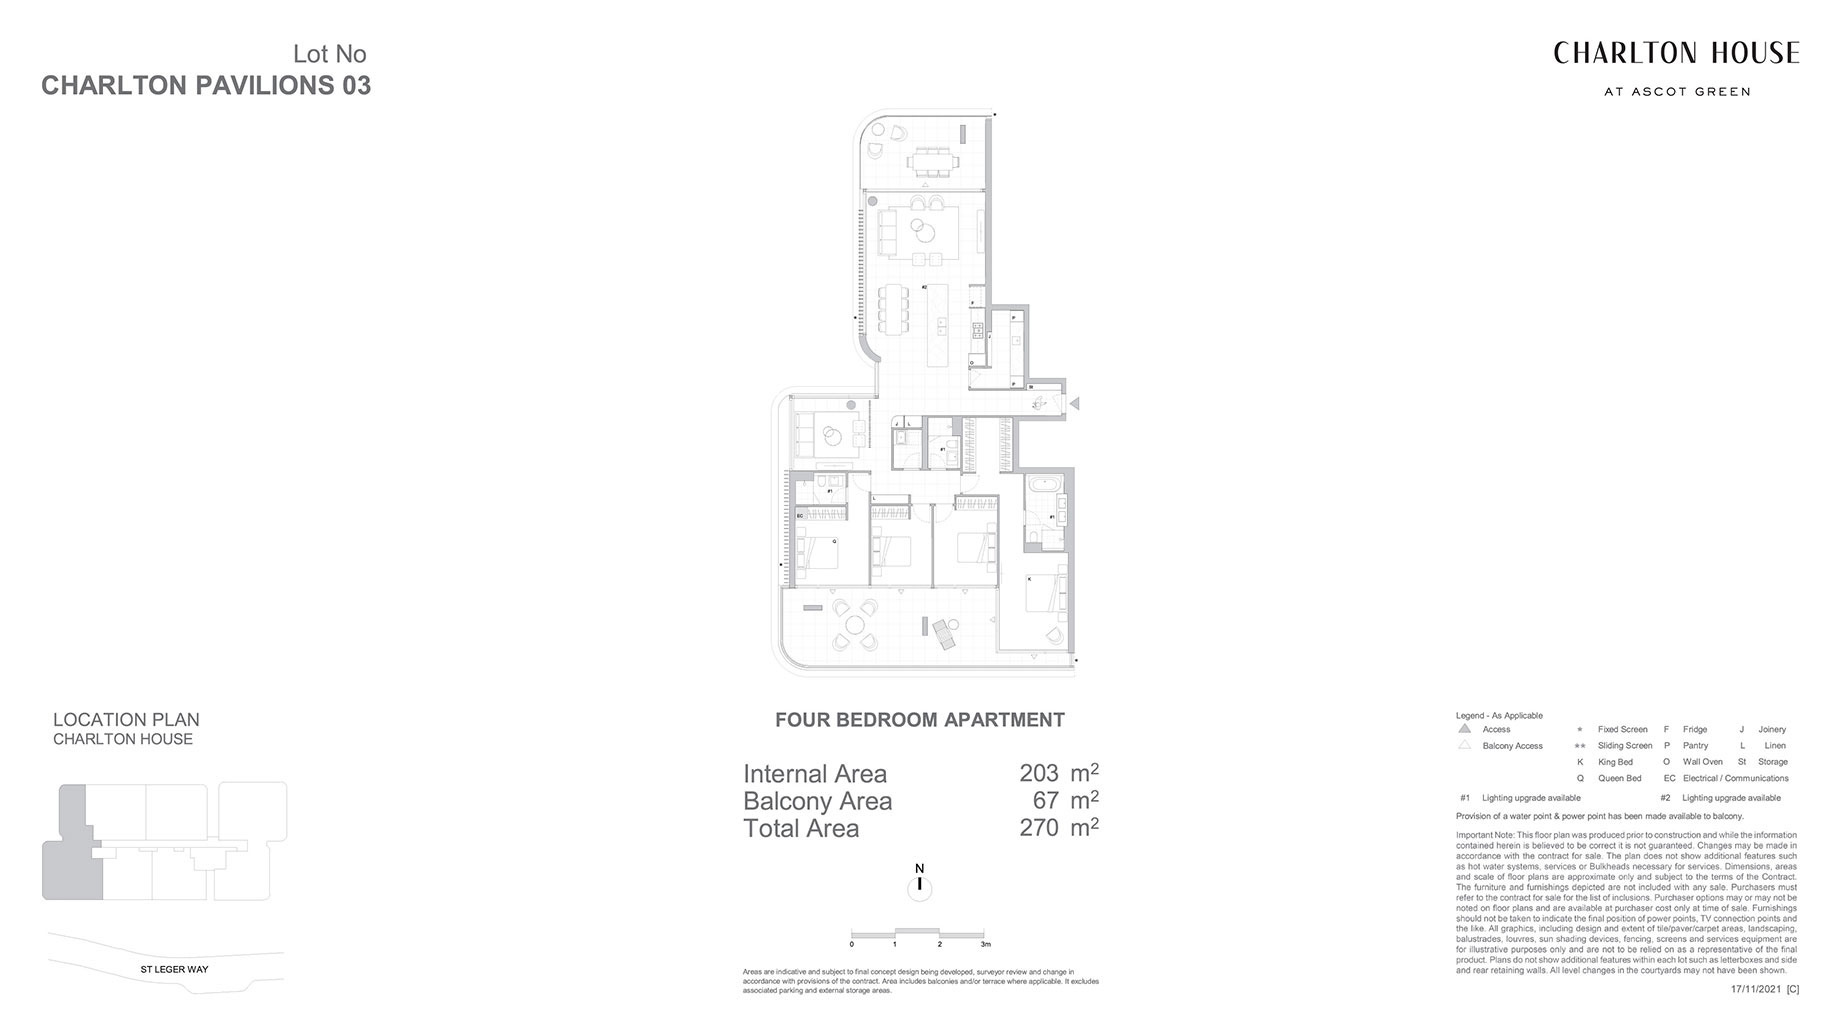 Lot No
CHARLTON PAVILIONS 03
CHARLTON HOUSE
AT ASCOT GREEN
#2
F
P
J
O
P
St
J
L
#1
#1
L
EC
#1
Q
K
LOCATION PLAN
CHARLTON HOUSE
ST LEGER WAY
FOUR BEDROOM APARTMENT
Internal Area 203 m²
Balcony Area 67 m²
Total Area 270 m²
N
0 1 2 3m
Areas are indicative and subject to final concept design being developed, surveyor review and change in
accordance with provisions of the contract. Area includes balconies and/or terrace where applicable. It excludes
associated parking and external storage areas.
Legend - As Applicable
Access * Fixed Screen F Fridge J Joinery
Balcony Access ** Sliding Screen P Pantry L Linen
K King Bed O Wall Oven St Storage
Q Queen Bed EC Electrical / Communications
#1 Lighting upgrade available #2 Lighting upgrade available
Provision of a water point & power point has been made available to balcony.
Important Note: This floor plan was produced prior to construction and while the information
contained herein is believed to be correct it is not guaranteed. Changes may be made in
accordance with the contract for sale. The plan does not show additional features such
as hot water systems, services or Bulkheads necessary for services. Dimensions, areas
and scale of floor plans are approximate only and subject to the terms of the Contract.
The furniture and furnishings depicted are not included with any sale. Purchasers must
refer to the contract for sale for the list of inclusions. Purchaser options may or may not be
noted on floor plans and are available at purchaser cost only at time of sale. Furnishings
should not be taken to indicate the final position of power points, TV connection points and
the like. All graphics, including design and extent of tile/paver/carpet areas, landscaping,
balustrades, louvres, sun shading devices, fencing, screens and services equipment are
for illustrative purposes only and are not to be relied on as a representative of the final
product. Plans do not show additional features within each lot such as letterboxes and side
and rear retaining walls. All level changes in the courtyards may not have been shown.
17/11/2021 [C]